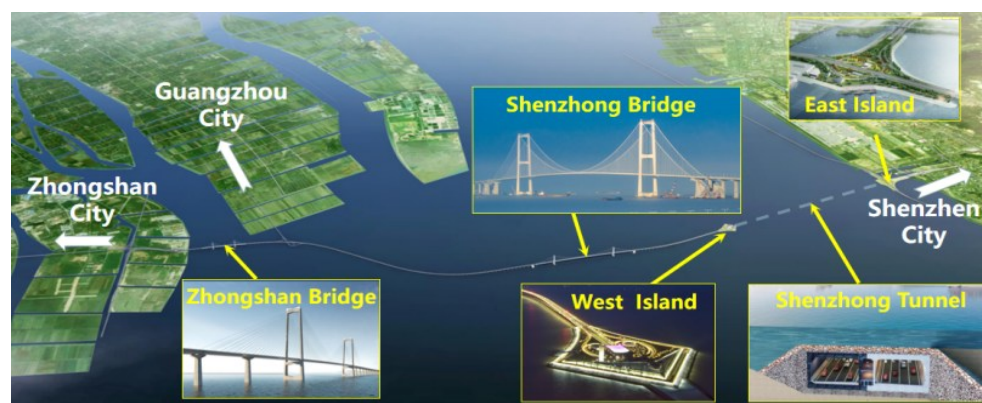 Guangzhou
City
Zhongshan
City
Zhongshan Bridge
Shenzhong Bridge
West Island
East Island
Shenzhen
City
Shenzhong Tunnel